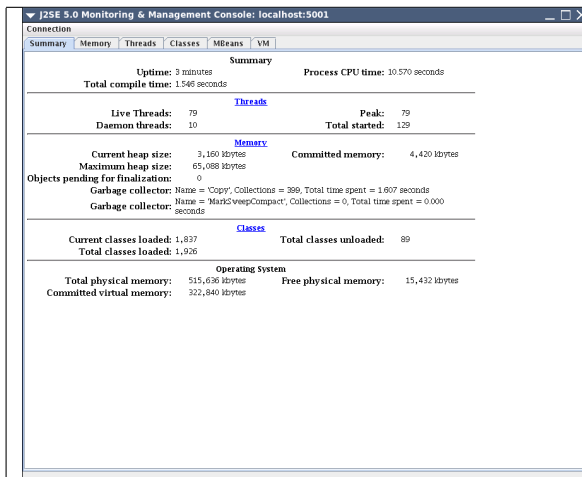 J2SE 5.0 Monitoring & Management Console: localhost:5001
Connection
Summary Memory Threads Classes MBeans VM
Summary
Uptime: 3 minutes Process CPU time: 10.570 seconds
Total compile time: 1.546 seconds
Threads
Live Threads: 79 Peak: 79
Daemon threads: 10 Total started: 129
Memory
Current heap size: 3,160 kbytes Committed memory: 4,420 kbytes
Maximum heap size: 65,088 kbytes
Objects pending for finalization: 0
Garbage collector: Name = 'Copy', Collections = 399, Total time spent = 1.607 seconds
Garbage collector: Name = 'MarkSweepCompact', Collections = 0, Total time spent = 0.000
seconds
Classes
Current classes loaded: 1,837 Total classes unloaded: 89
Total classes loaded: 1,926
Operating System
Total physical memory: 515,636 kbytes Free physical memory: 15,432 kbytes
Committed virtual memory: 322,840 kbytes